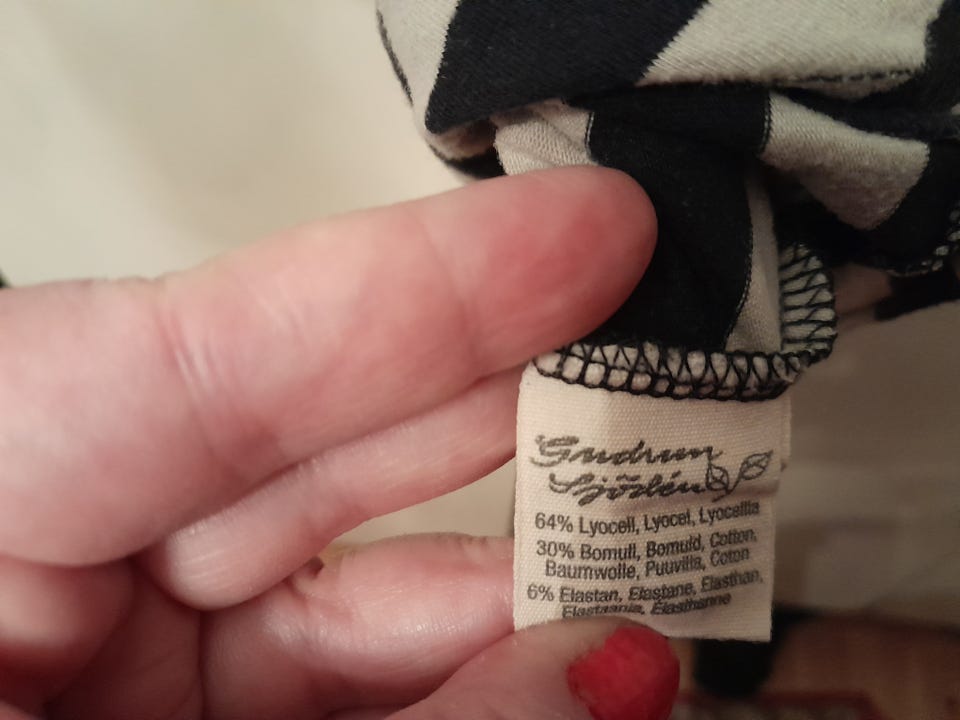 Gudrun
Sjödén
64% Lyocell, Lyocel, Lyocellia
30% Bomull, Bomuld, Cotton,
Baumwolle, Puuvilla, Coton
6% Elastan, Elastane, Elasthan,
Elastaania, Elasthanne